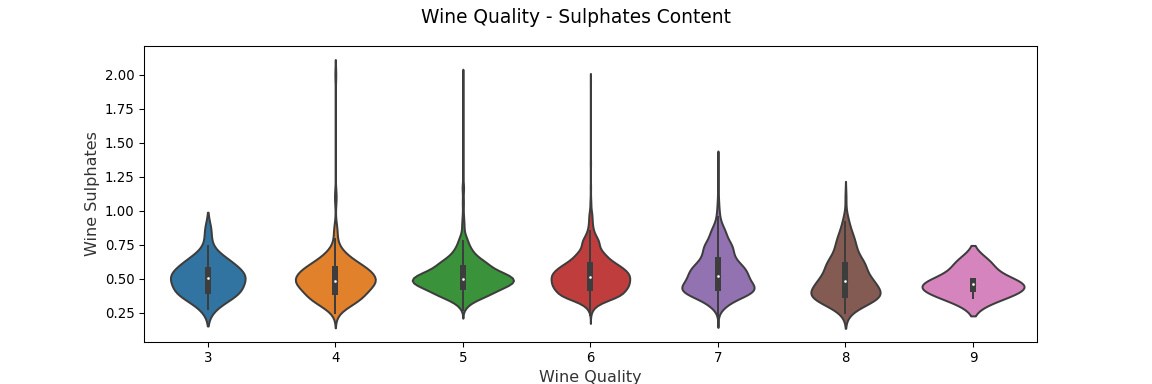 Wine Quality - Sulphates Content
Wine Sulphates
2.00
1.75
1.50
1.25
1.00
0.75
0.50
0.25
3 4 5 6 7 8 9
Wine Quality